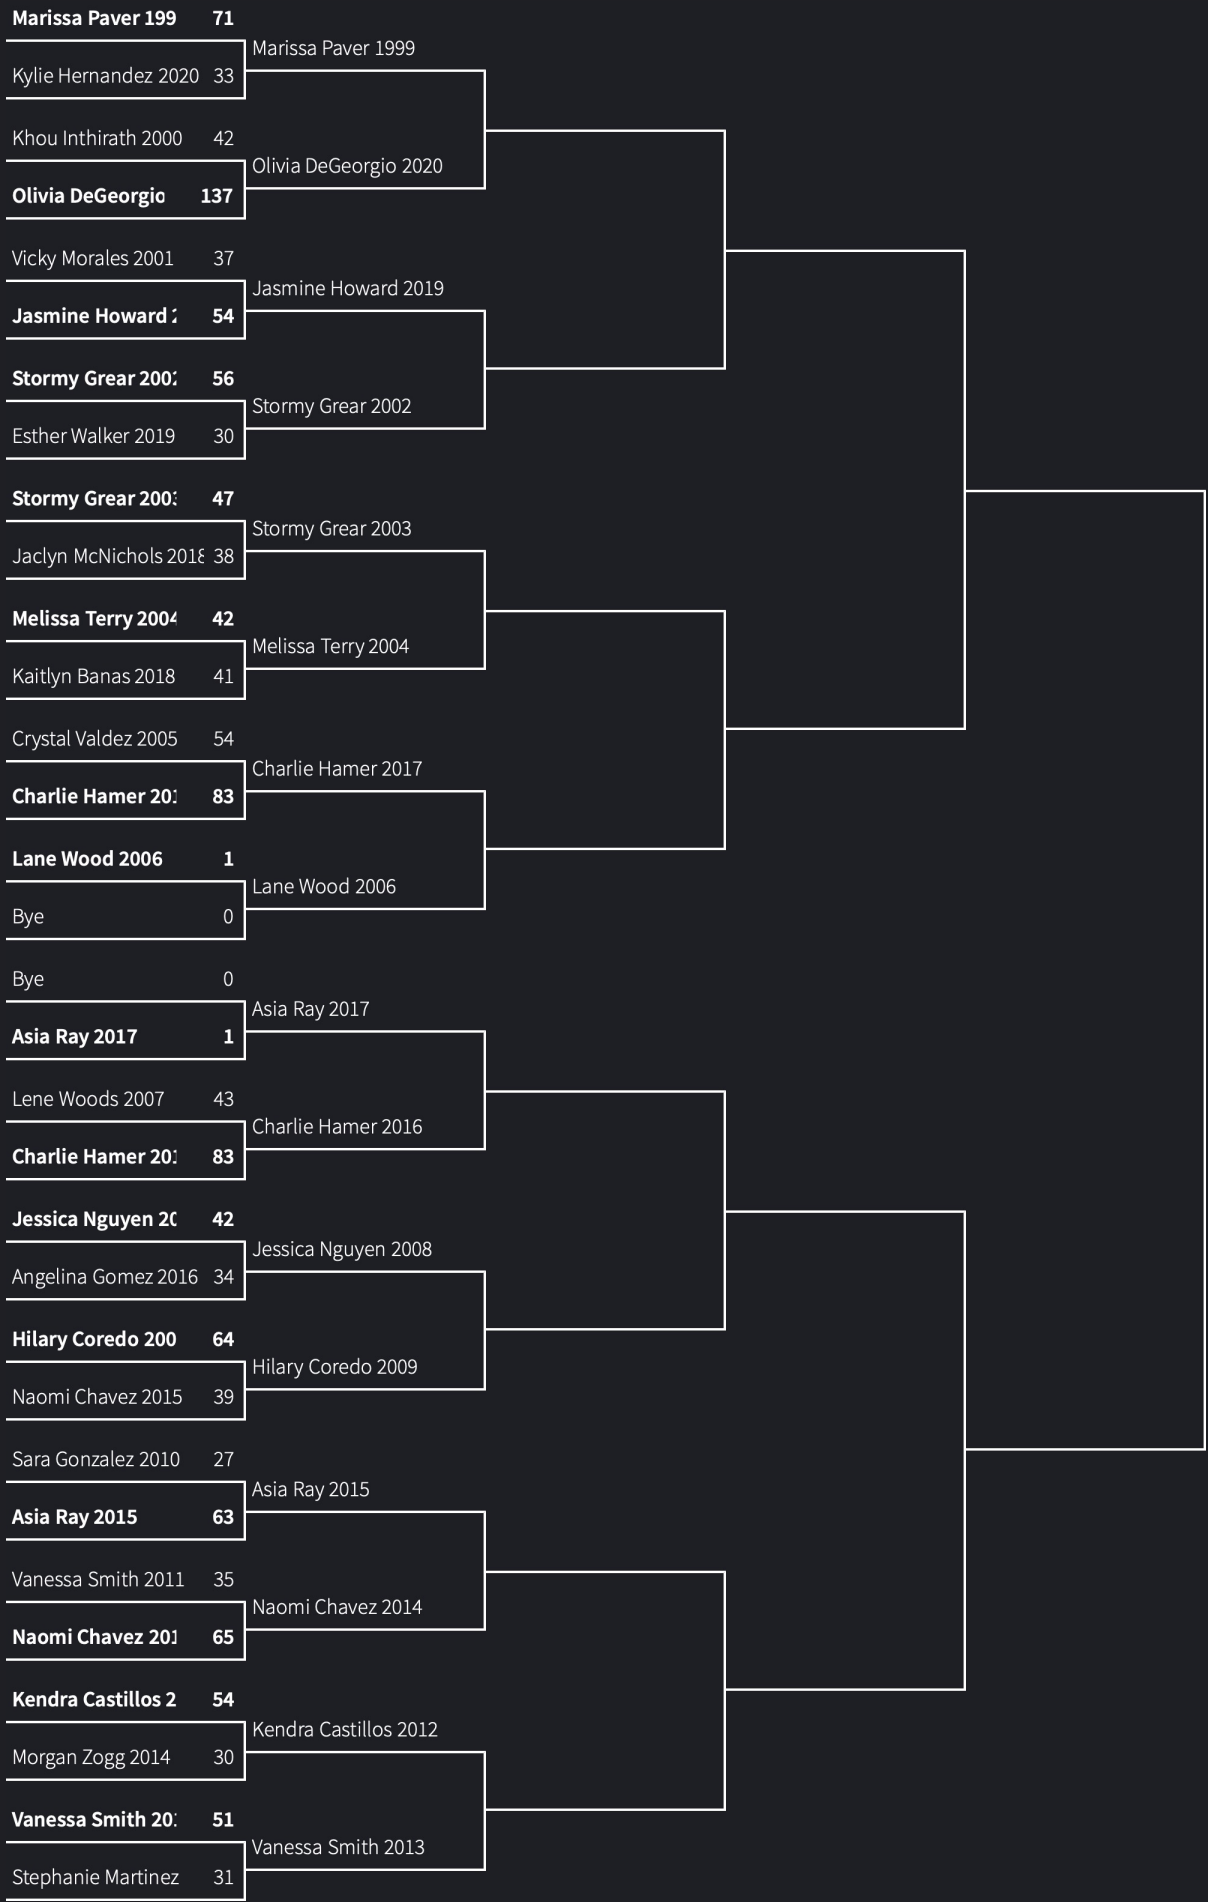 Marissa Paver 199 71
Marissa Paver 1999
Kylie Hernandez 2020 33
Khou Inthirath 2000 42
Olivia DeGeorgio 2020
Olivia DeGeorgio 137
Vicky Morales 2001 37
Jasmine Howard 2019
Jasmine Howard 2 54
Stormy Grear 2002 56
Stormy Grear 2002
Esther Walker 2019 30
Stormy Grear 2003 47
Stormy Grear 2003
Jaclyn McNichols 2018 38
Melissa Terry 2004 42
Melissa Terry 2004
Kaitlyn Banas 2018 41
Crystal Valdez 2005 54
Charlie Hamer 2017
Charlie Hamer 201 83
Lane Wood 2006 1
Lane Wood 2006
Bye 0
Bye 0
Asia Ray 2017
Asia Ray 2017 1
Lene Woods 2007 43
Charlie Hamer 2016
Charlie Hamer 201 83
Jessica Nguyen 20 42
Jessica Nguyen 2008
Angelina Gomez 2016 34
Hilary Coredo 200 64
Hilary Coredo 2009
Naomi Chavez 2015 39
Sara Gonzalez 2010 27
Asia Ray 2015
Asia Ray 2015 63
Vanessa Smith 2011 35
Naomi Chavez 2014
Naomi Chavez 201 65
Kendra Castillos 2 54
Kendra Castillos 2012
Morgan Zogg 2014 30
Vanessa Smith 201 51
Vanessa Smith 2013
Stephanie Martinez 31